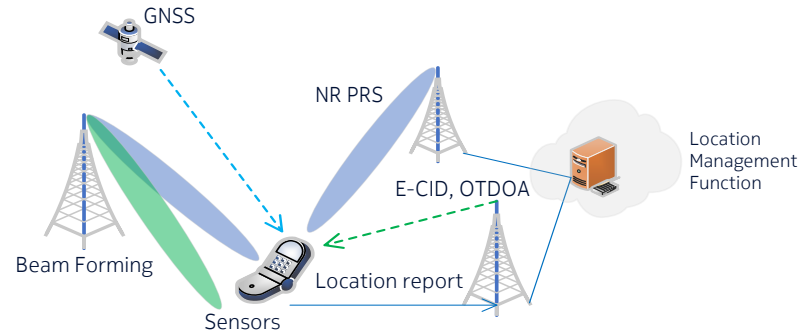 GNSS
NR PRS
Location
Management
Function
E-CID, OTDOA
Beam Forming
Location report
Sensors